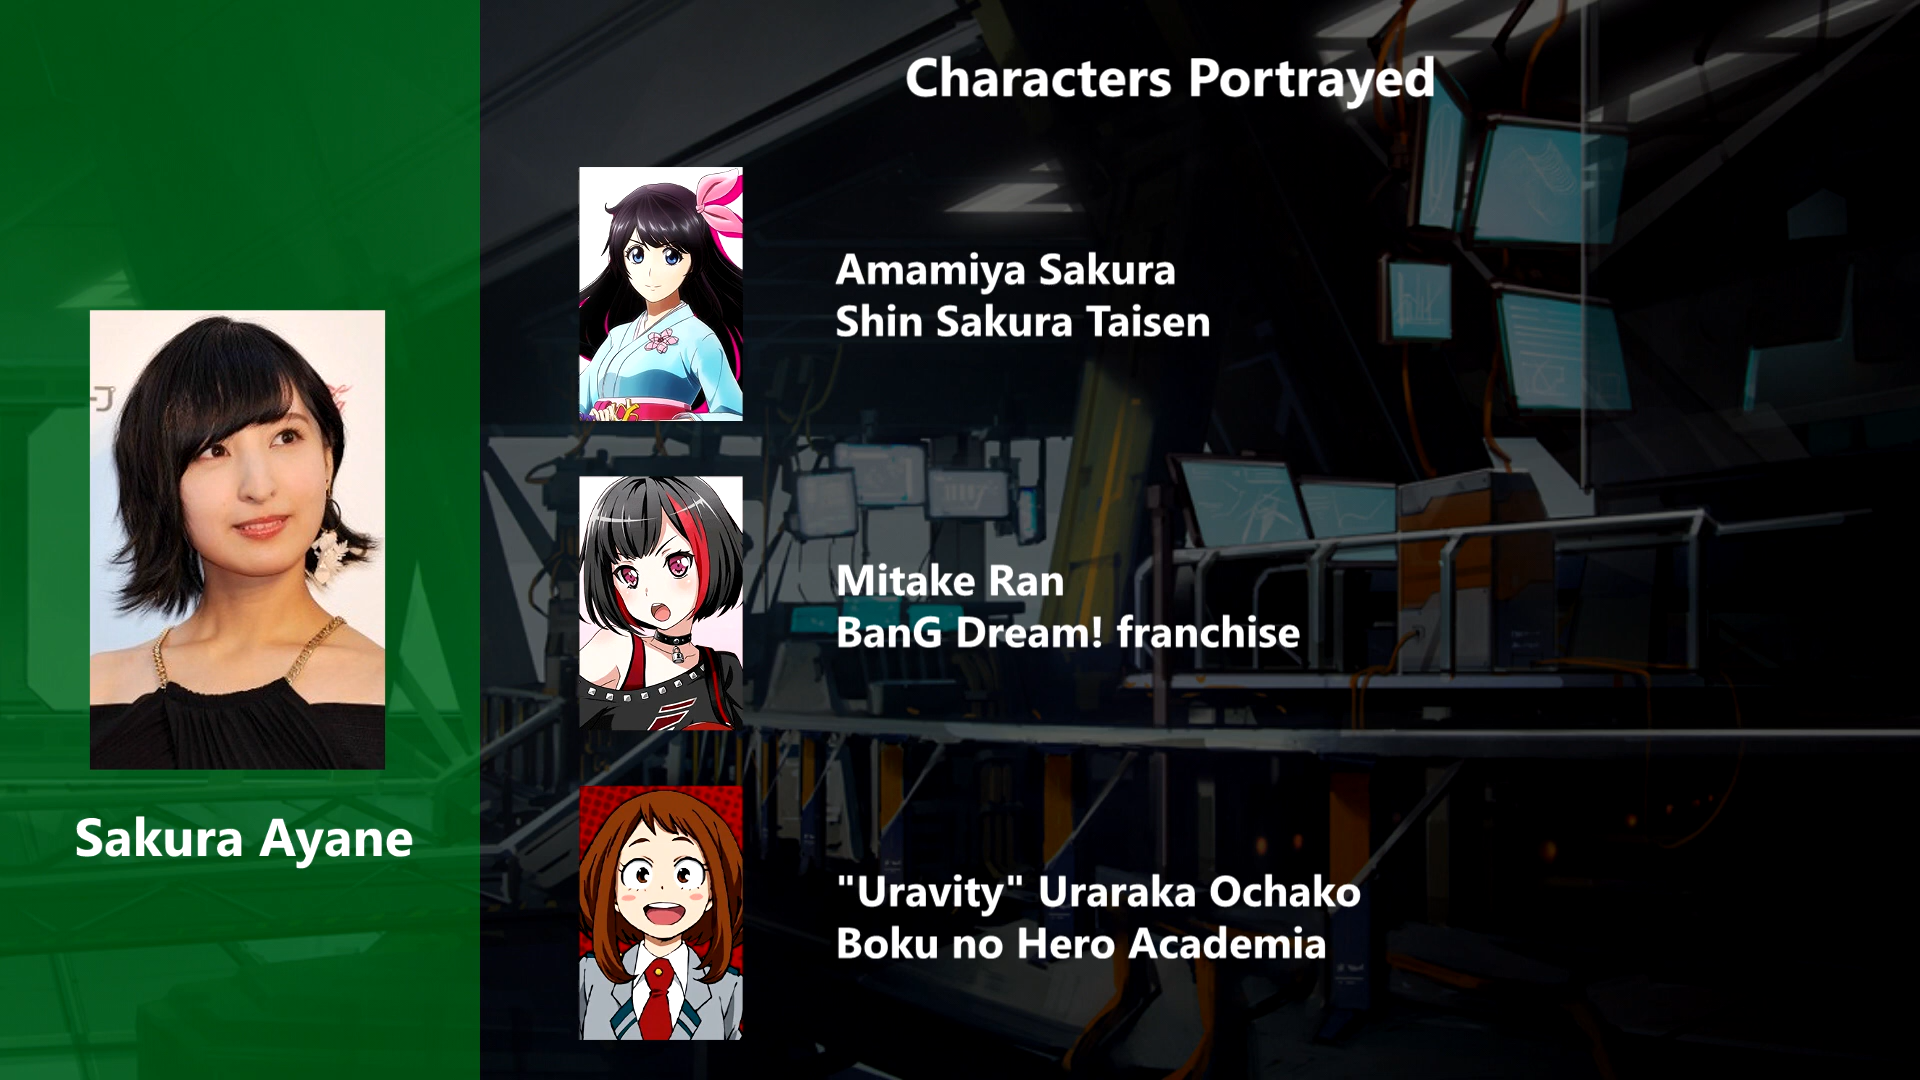 Characters Portrayed
Amamiya Sakura
Shin Sakura Taisen
Mitake Ran
BanG Dream! franchise
"Uravity" Uraraka Ochako
Boku no Hero Academia
Sakura Ayane